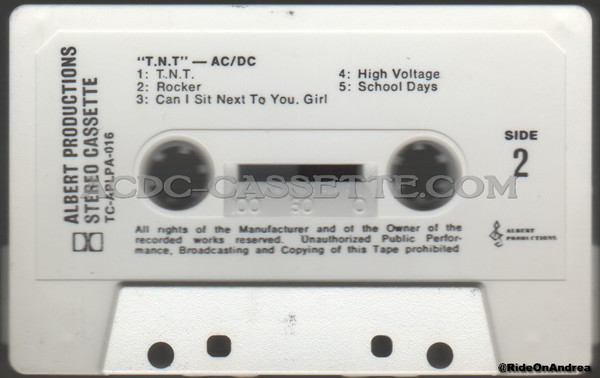 ALBERT PRODUCTIONS
STEREO CASSETTE
TC-APLPA-016
"T.N.T" — AC/DC
1: T.N.T.
2: Rocker
3: Can I Sit Next To You, Girl
4: High Voltage
5: School Days
SIDE
2
ACDC-CASSETTE.COM
100 50 0
All rights of the Manufacturer and of the Owner of the
recorded works reserved. Unauthorized Public Perfor-
mance, Broadcasting and Copying of this Tape prohibited
ALBERT
PRODUCTIONS
@RideOnAndrea